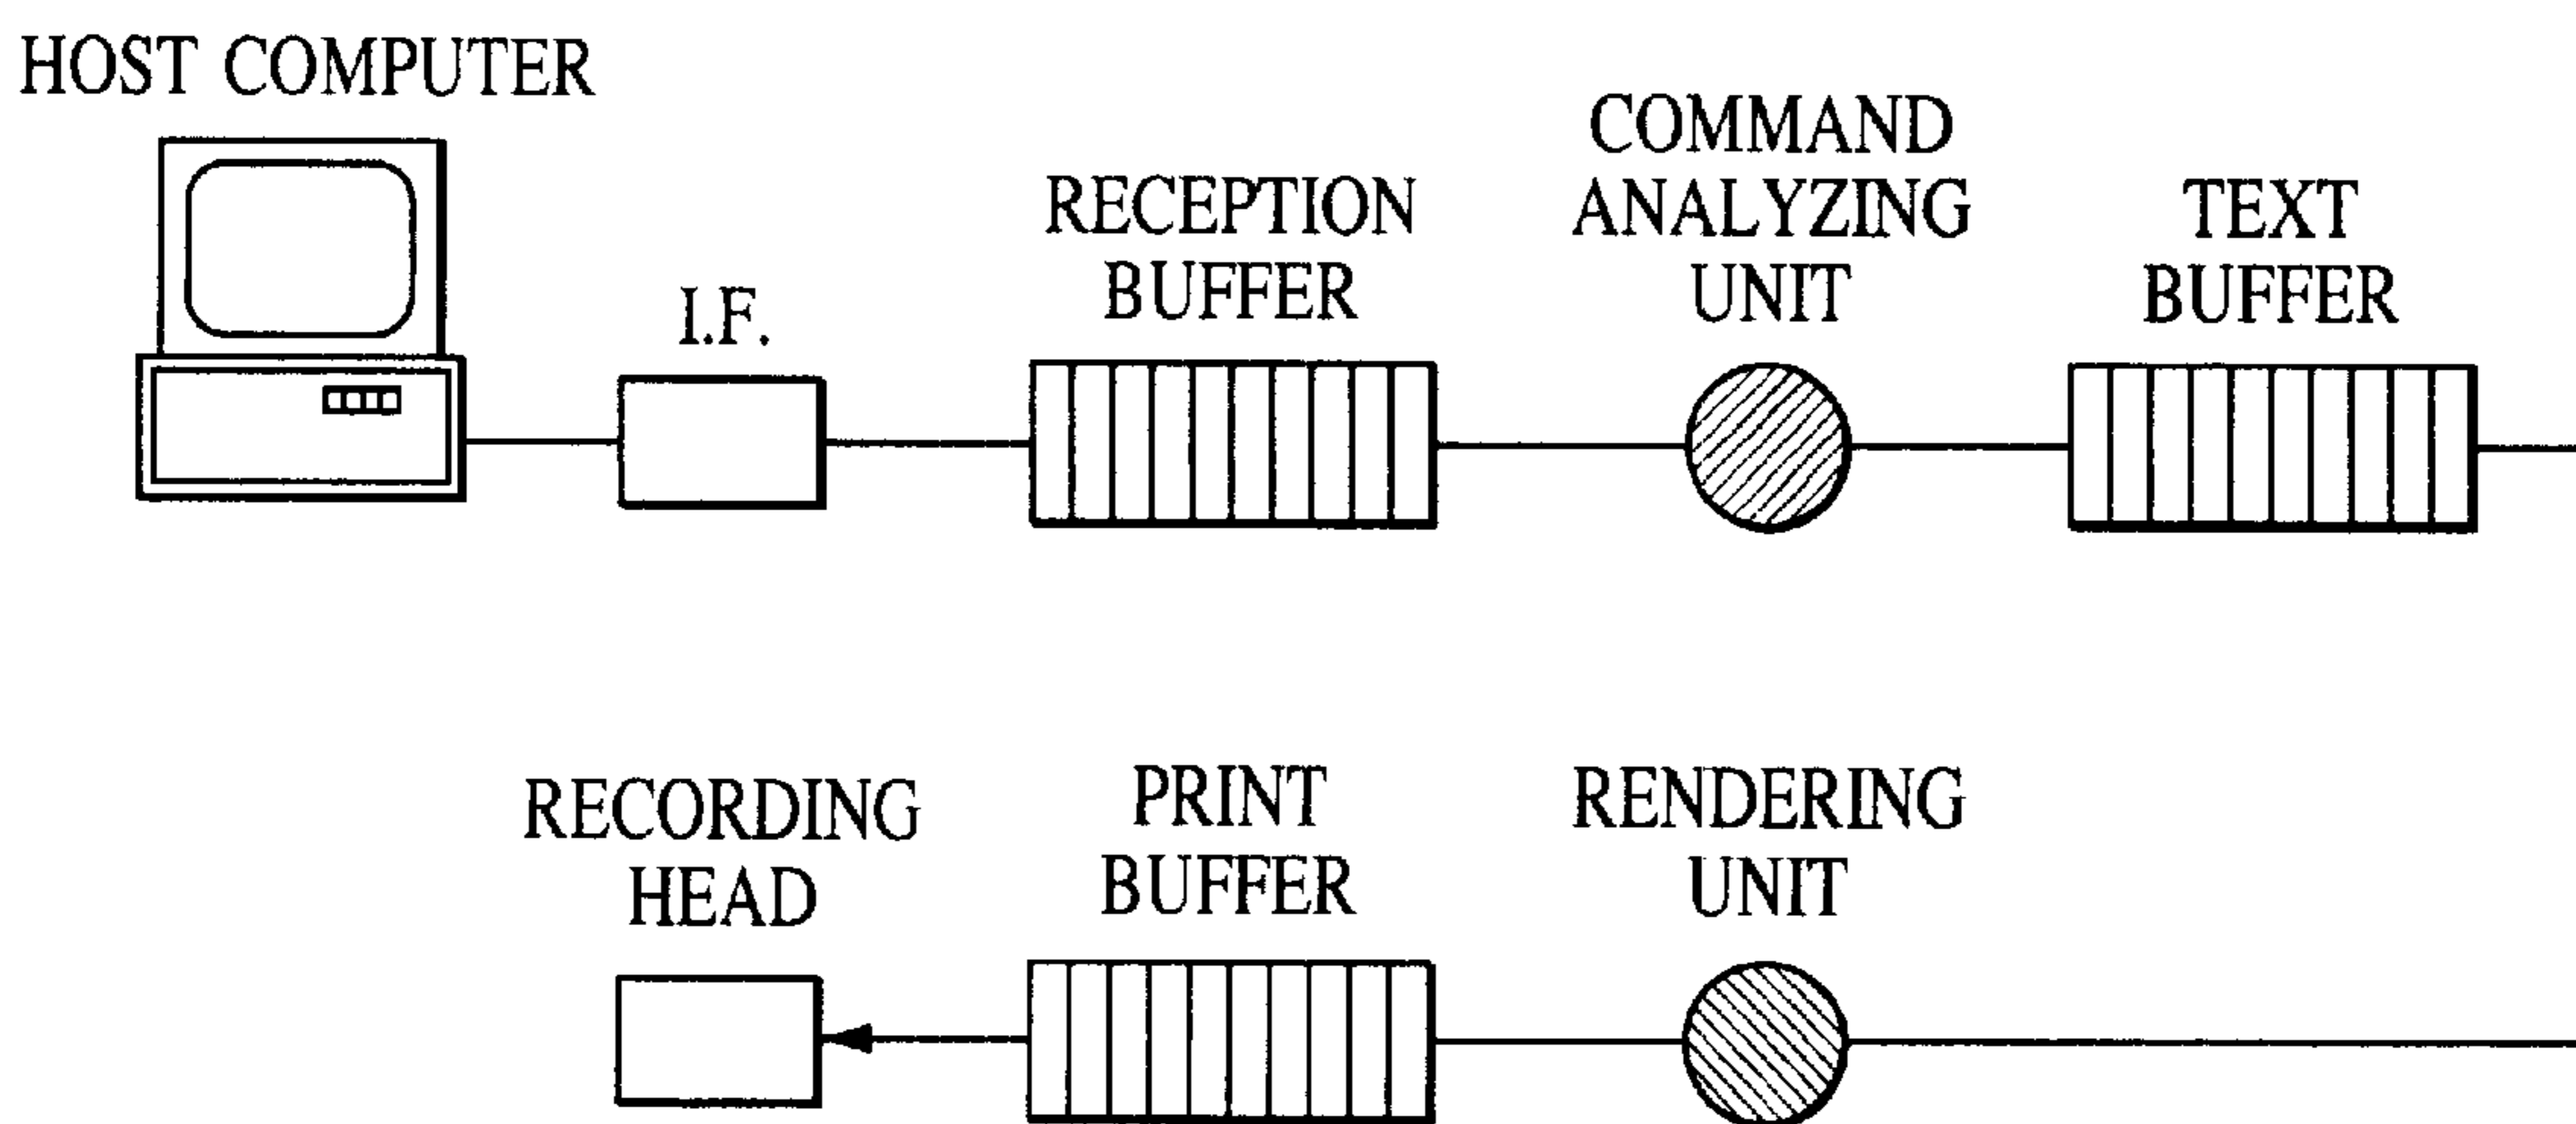 HOST COMPUTER
I.F.
RECEPTION
BUFFER
COMMAND
ANALYZING
UNIT
TEXT
BUFFER
RECORDING
HEAD
PRINT
BUFFER
RENDERING
UNIT